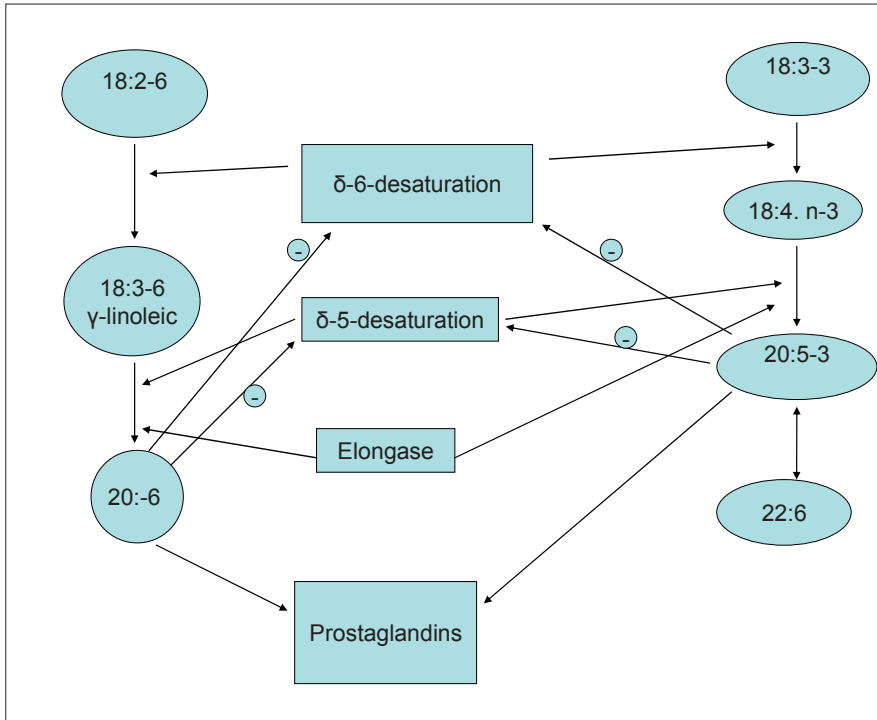 18:2-6
18:3-3
δ-6-desaturation
18:4. n-3
-
-
18:3-6
γ-linoleic
δ-5-desaturation
-
20:5-3
-
Elongase
20:-6
22:6
Prostaglandins